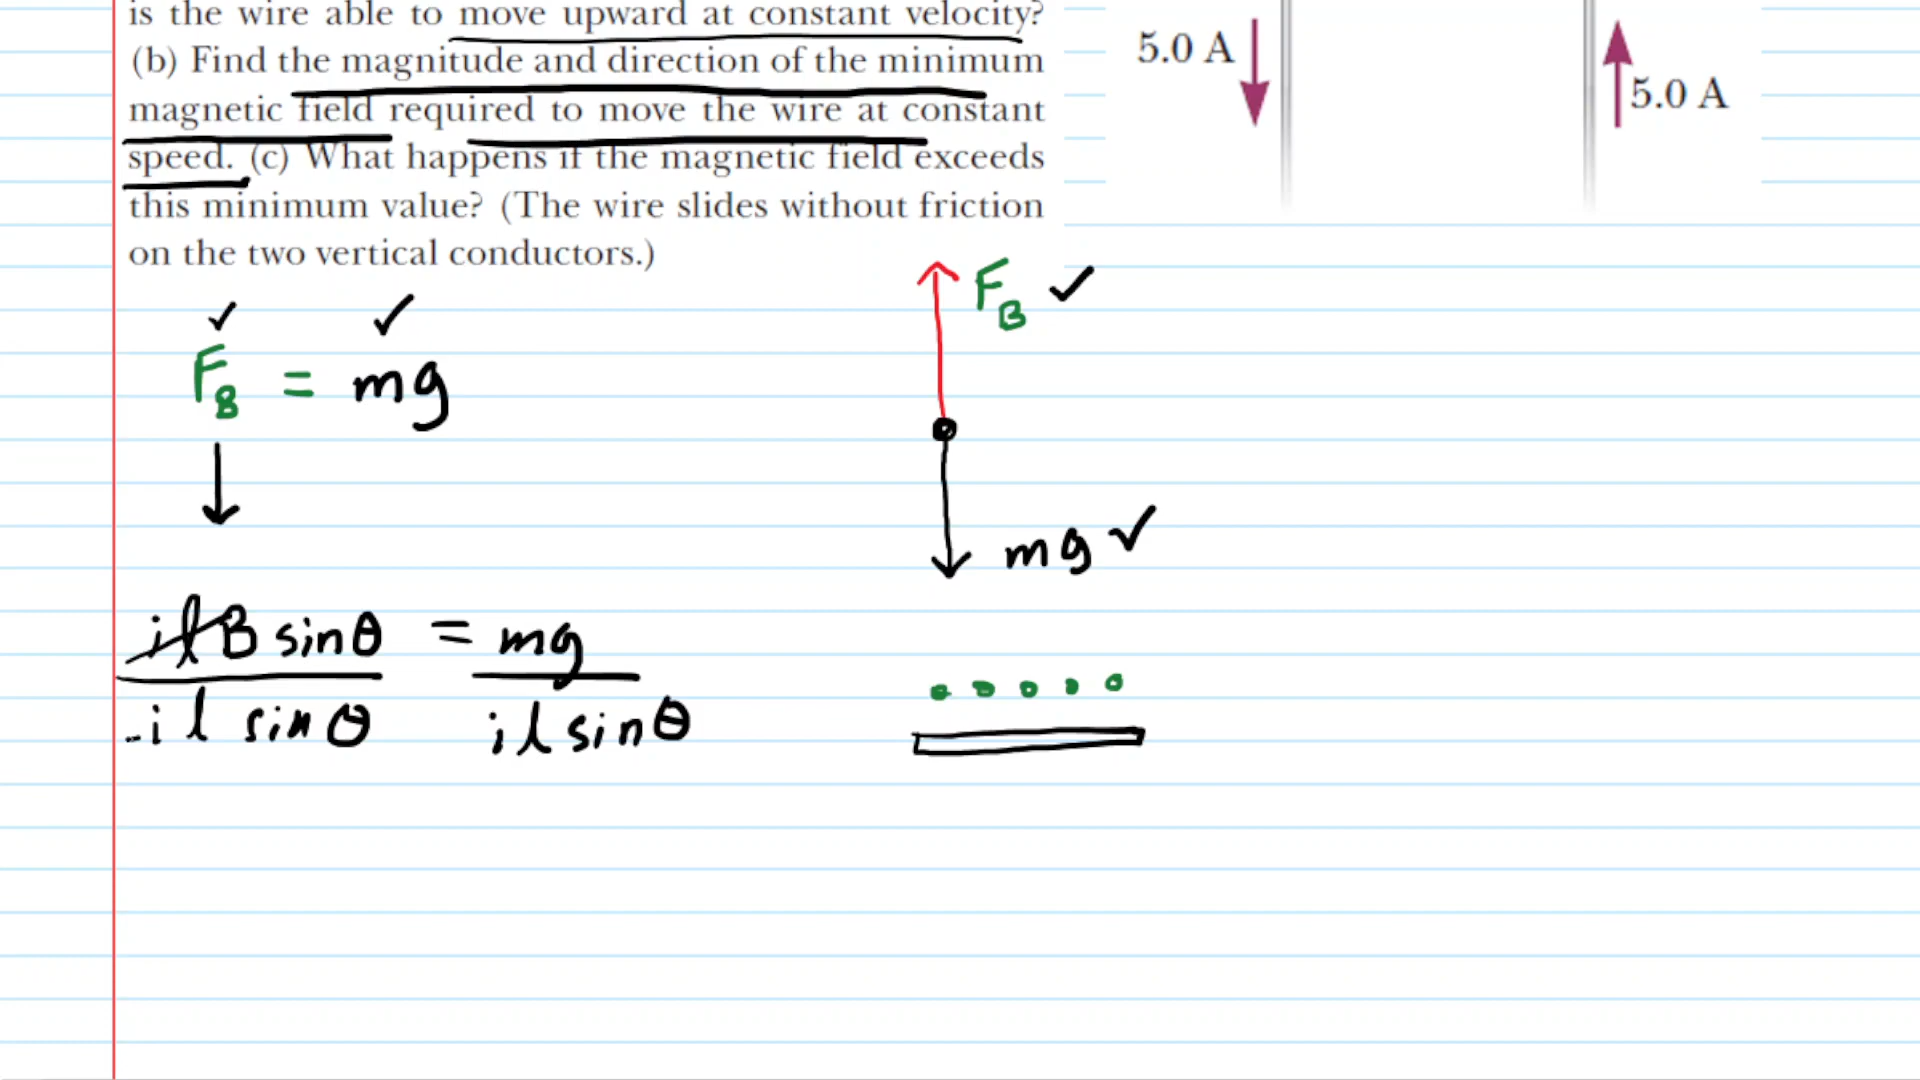 is the wire able to move upward at constant velocity?
(b) Find the magnitude and direction of the minimum
magnetic field required to move the wire at constant
speed. (c) What happens if the magnetic field exceeds
this minimum value? (The wire slides without friction
on the two vertical conductors.)
5.0 A
5.0 A
F_B ✓
✓ ✓
F_B = mg
mg ✓
ilB sinθ = mg
il sinθ il sinθ